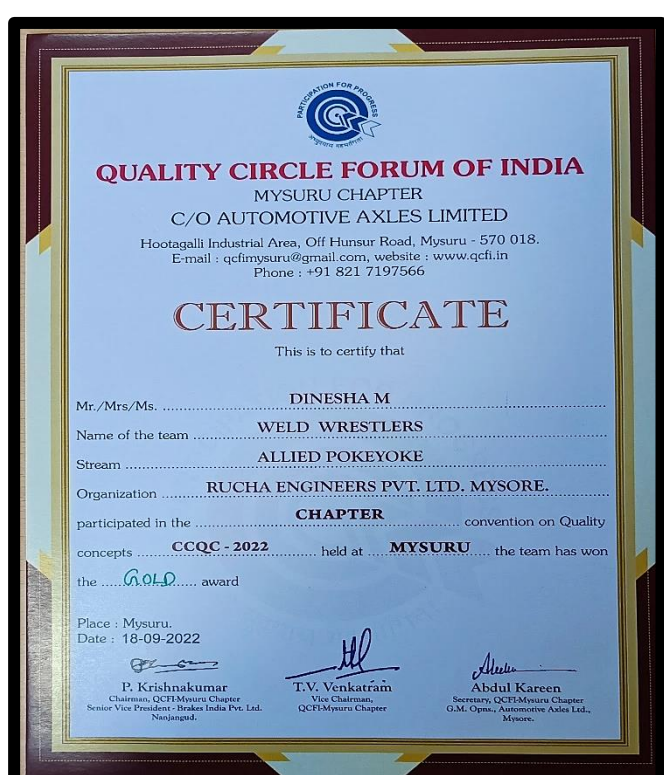 PARTICIPATION FOR PROGRESS
QUALITY CIRCLE FORUM OF INDIA
MYSURU CHAPTER
C/O AUTOMOTIVE AXLES LIMITED
Hootagalli Industrial Area, Off Hunsur Road, Mysuru - 570 018.
E-mail : qcfimysuru@gmail.com, website : www.qcfi.in
Phone : +91 821 7197566
CERTIFICATE
This is to certify that
Mr./Mrs/Ms. DINESHA M
Name of the team WELD WRESTLERS
Stream ALLIED POKEYOKE
Organization RUCHA ENGINEERS PVT. LTD. MYSORE.
participated in the CHAPTER convention on Quality
concepts CCQC - 2022 held at MYSURU the team has won
the GOLD award
Place : Mysuru.
Date : 18-09-2022
P. Krishnakumar
Chairman, QCFI-Mysuru Chapter
Senior Vice President - Brakes India Pvt. Ltd.
Nanjangud.
T.V. Venkatram
Vice Chairman,
QCFI-Mysuru Chapter
Abdul Kareen
Secretary, QCFI-Mysuru Chapter
G.M. Opns., Automotive Axles Ltd.,
Mysore.